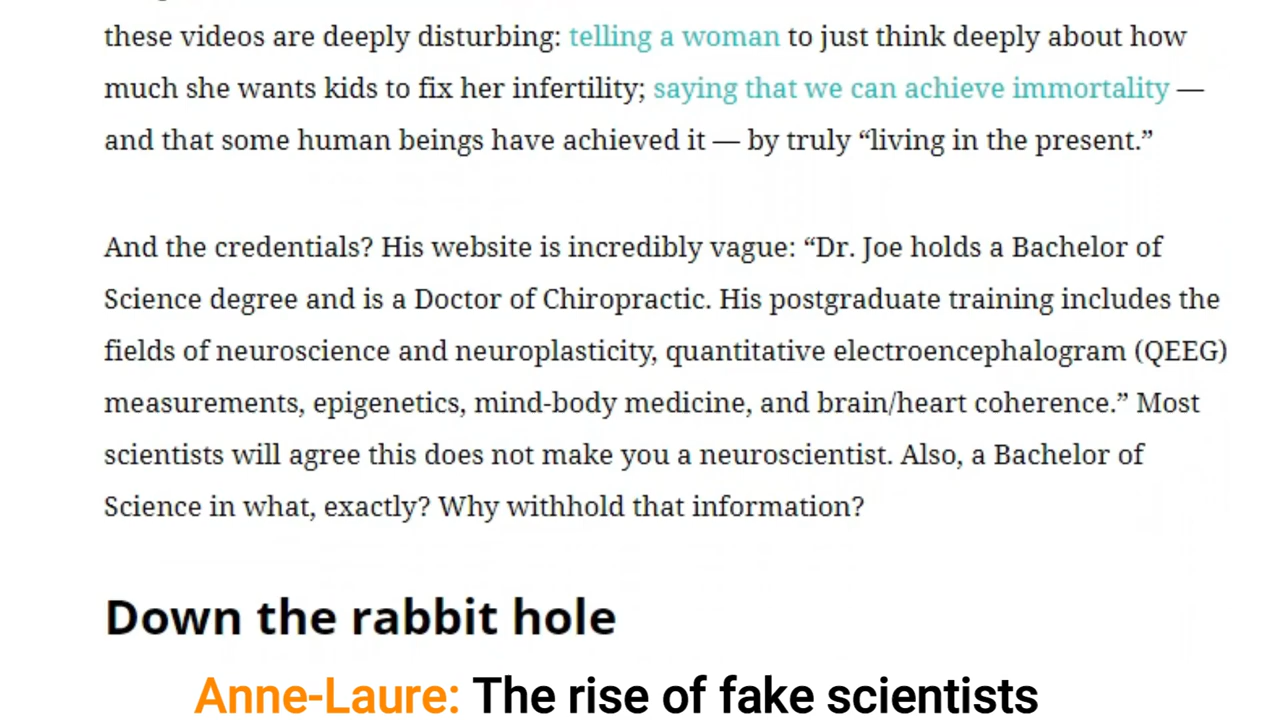 these videos are deeply disturbing: telling a woman to just think deeply about how
much she wants kids to fix her infertility; saying that we can achieve immortality —
and that some human beings have achieved it — by truly “living in the present.”
And the credentials? His website is incredibly vague: “Dr. Joe holds a Bachelor of
Science degree and is a Doctor of Chiropractic. His postgraduate training includes the
fields of neuroscience and neuroplasticity, quantitative electroencephalogram (QEEG)
measurements, epigenetics, mind-body medicine, and brain/heart coherence.” Most
scientists will agree this does not make you a neuroscientist. Also, a Bachelor of
Science in what, exactly? Why withhold that information?
Down the rabbit hole
Anne-Laure: The rise of fake scientists